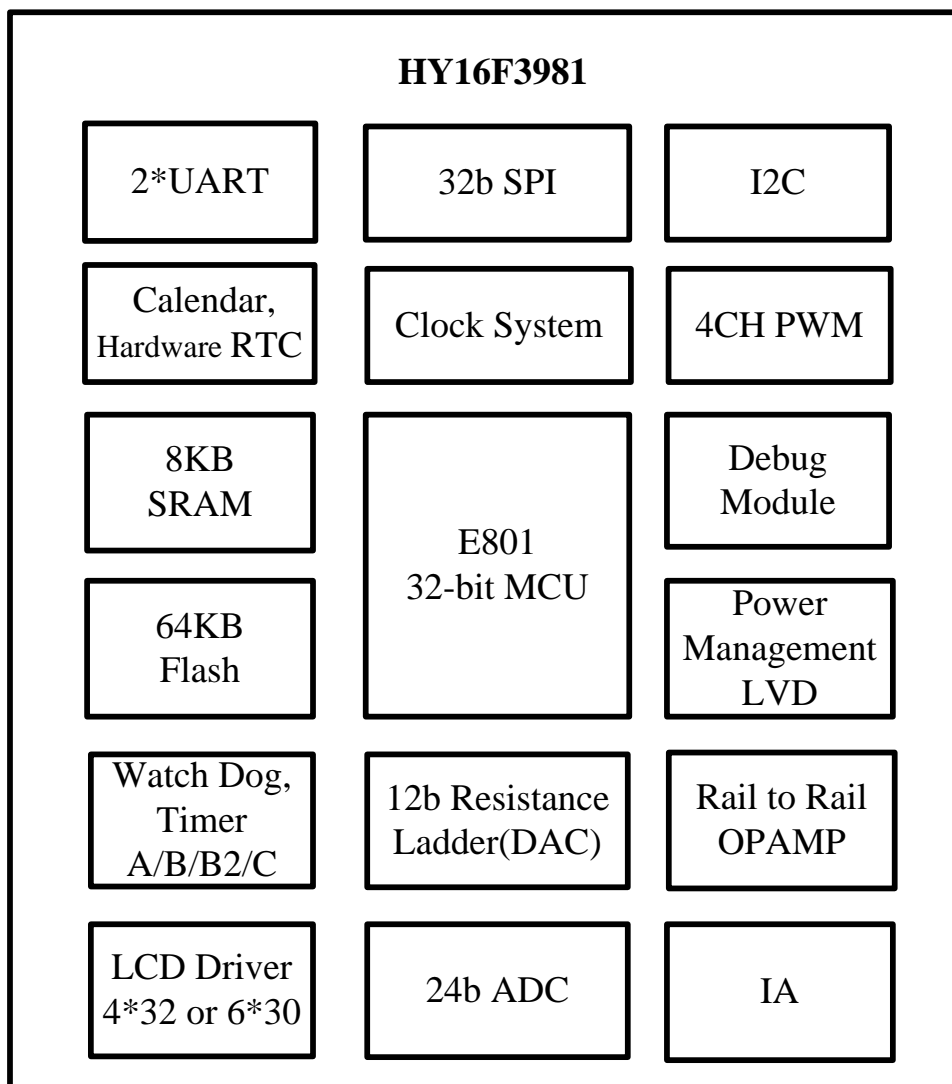 HY16F3981
2*UART
32b SPI
I2C
Calendar,
Hardware RTC
Clock System
4CH PWM
8KB
SRAM
E801
32-bit MCU
Debug
Module
64KB
Flash
Power
Management
LVD
Watch Dog,
Timer
A/B/B2/C
12b Resistance
Ladder(DAC)
Rail to Rail
OPAMP
LCD Driver
4*32 or 6*30
24b ADC
IA